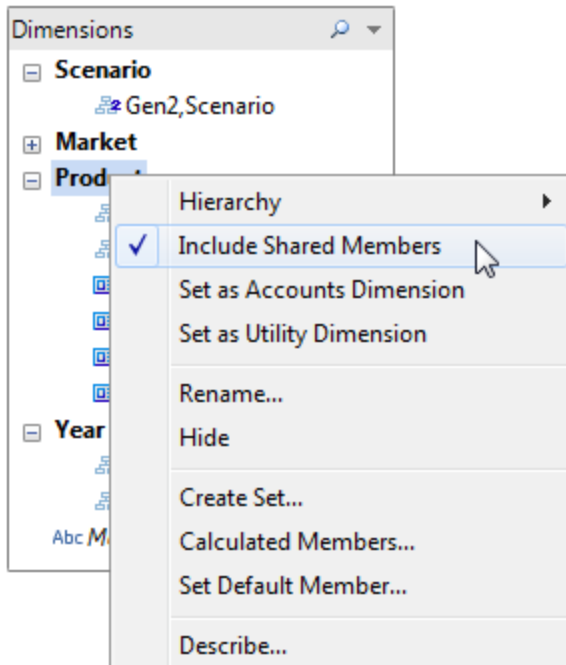 Dimensions
Scenario
Gen2,Scenario
Market
Hierarchy
Include Shared Members
Set as Accounts Dimension
Set as Utility Dimension
Rename...
Year
Hide
Create Set...
Abc
Calculated Members...
Set Default Member...
Describe...